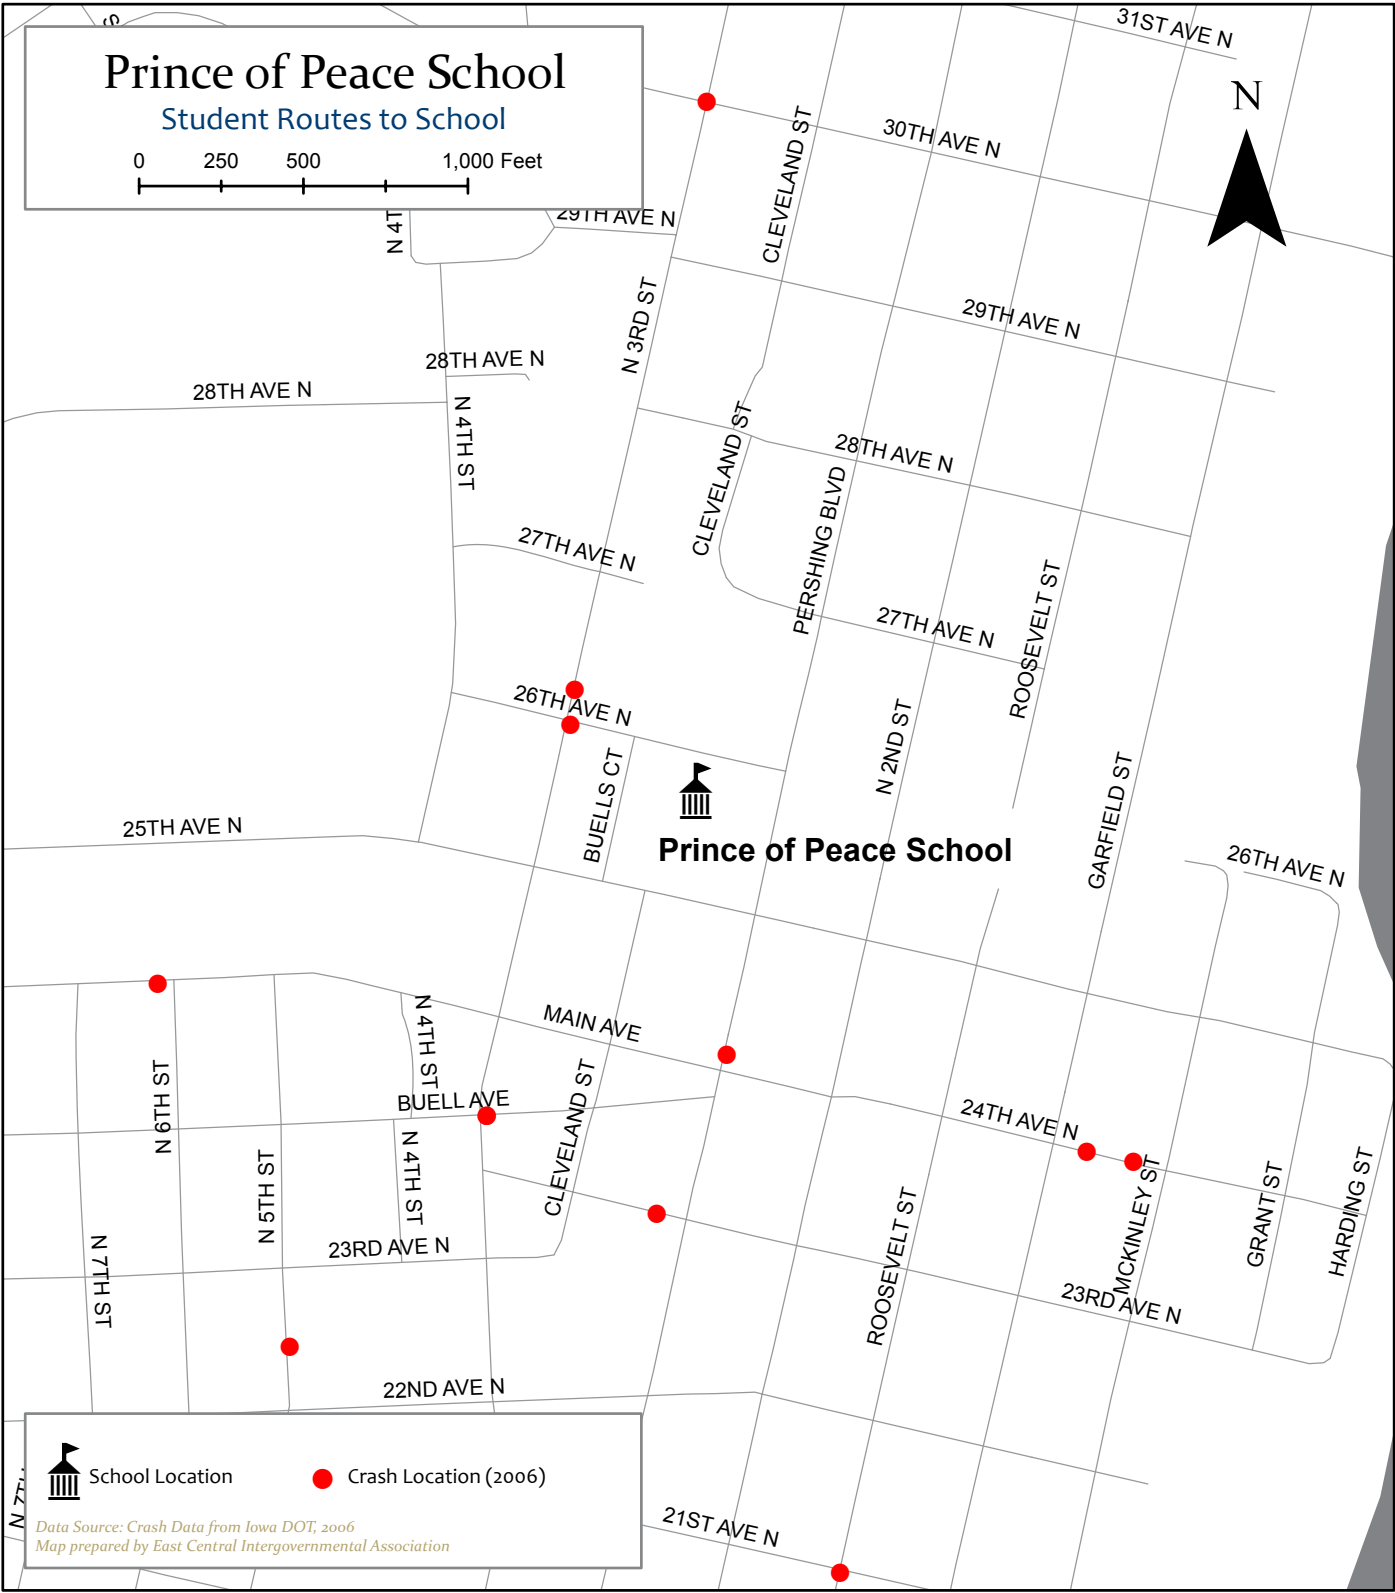 S
31ST AVE N
Prince of Peace School
Student Routes to School
0 250 500 1,000 Feet
N
30TH AVE N
CLEVELAND ST
N 4T
29TH AVE N
N 3RD ST
29TH AVE N
28TH AVE N
28TH AVE N
N 4TH ST
CLEVELAND ST
28TH AVE N
PERSHING BLVD
27TH AVE N
ROOSEVELT ST
27TH AVE N
26TH AVE N
N 2ND ST
BUELLS CT
GARFIELD ST
25TH AVE N
Prince of Peace School
26TH AVE N
N 4TH ST
MAIN AVE
N 6TH ST
BUELL AVE
CLEVELAND ST
24TH AVE N
N 5TH ST
N 4TH ST
MCKINLEY ST
GRANT ST
HARDING ST
ROOSEVELT ST
N 7TH ST
23RD AVE N
23RD AVE N
22ND AVE N
School Location
Crash Location (2006)
N 7TH
Data Source: Crash Data from Iowa DOT, 2006
Map prepared by East Central Intergovernmental Association
21ST AVE N